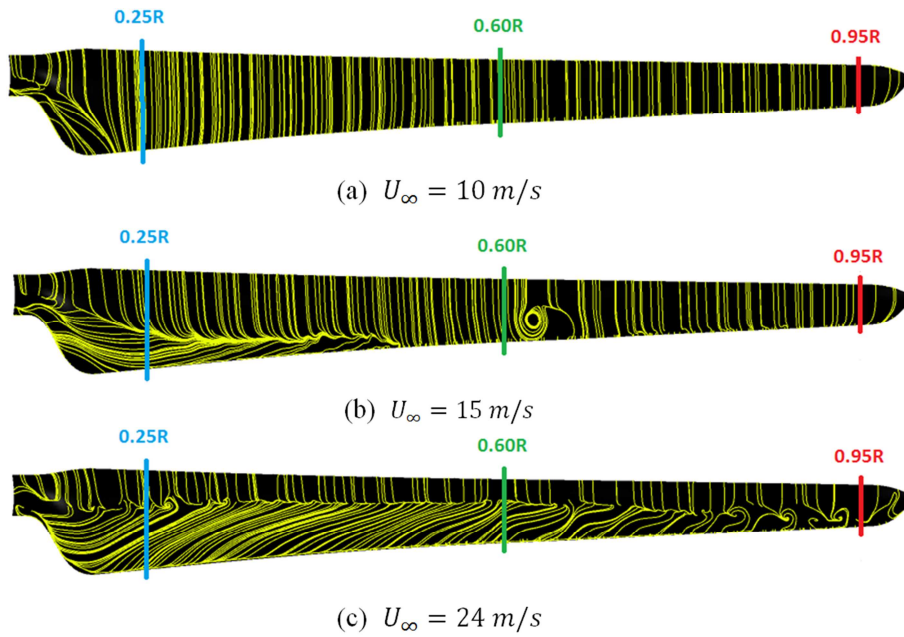 0.25R 0.60R 0.95R
(a) U∞ = 10 m/s
0.25R 0.60R 0.95R
(b) U∞ = 15 m/s
0.25R 0.60R 0.95R
(c) U∞ = 24 m/s